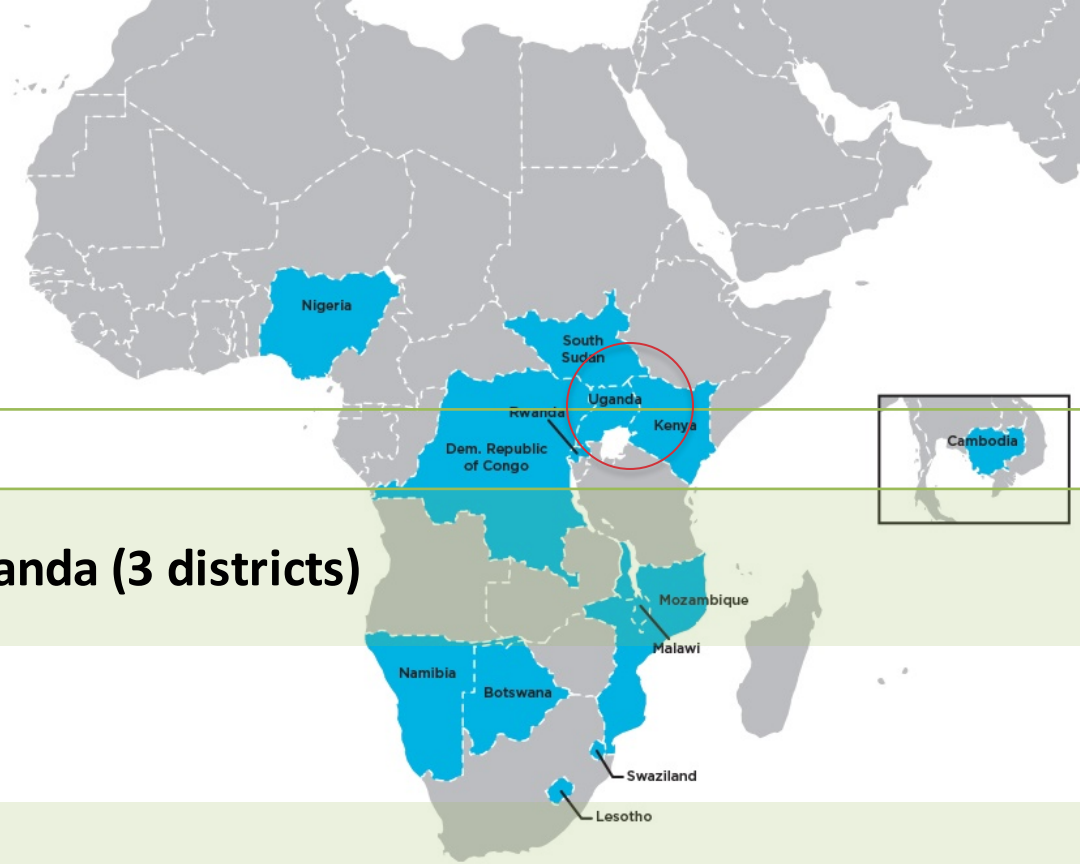 Nigeria
South
Sudan
Uganda
Rwanda
Kenya
Dem. Republic
of Congo
Cambodia
anda (3 districts)
Mozambique
Malawi
Namibia
Botswana
Swaziland
Lesotho